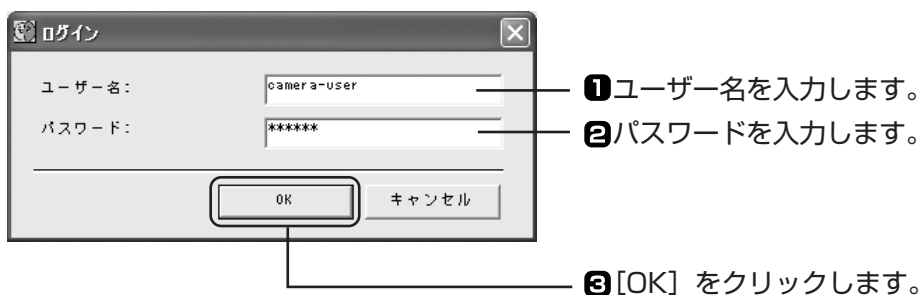 ログイン
ユーザー名:
camera-user
❶ユーザー名を入力します。
パスワード:
******
❷パスワードを入力します。
OK
キャンセル
❸[OK]をクリックします。